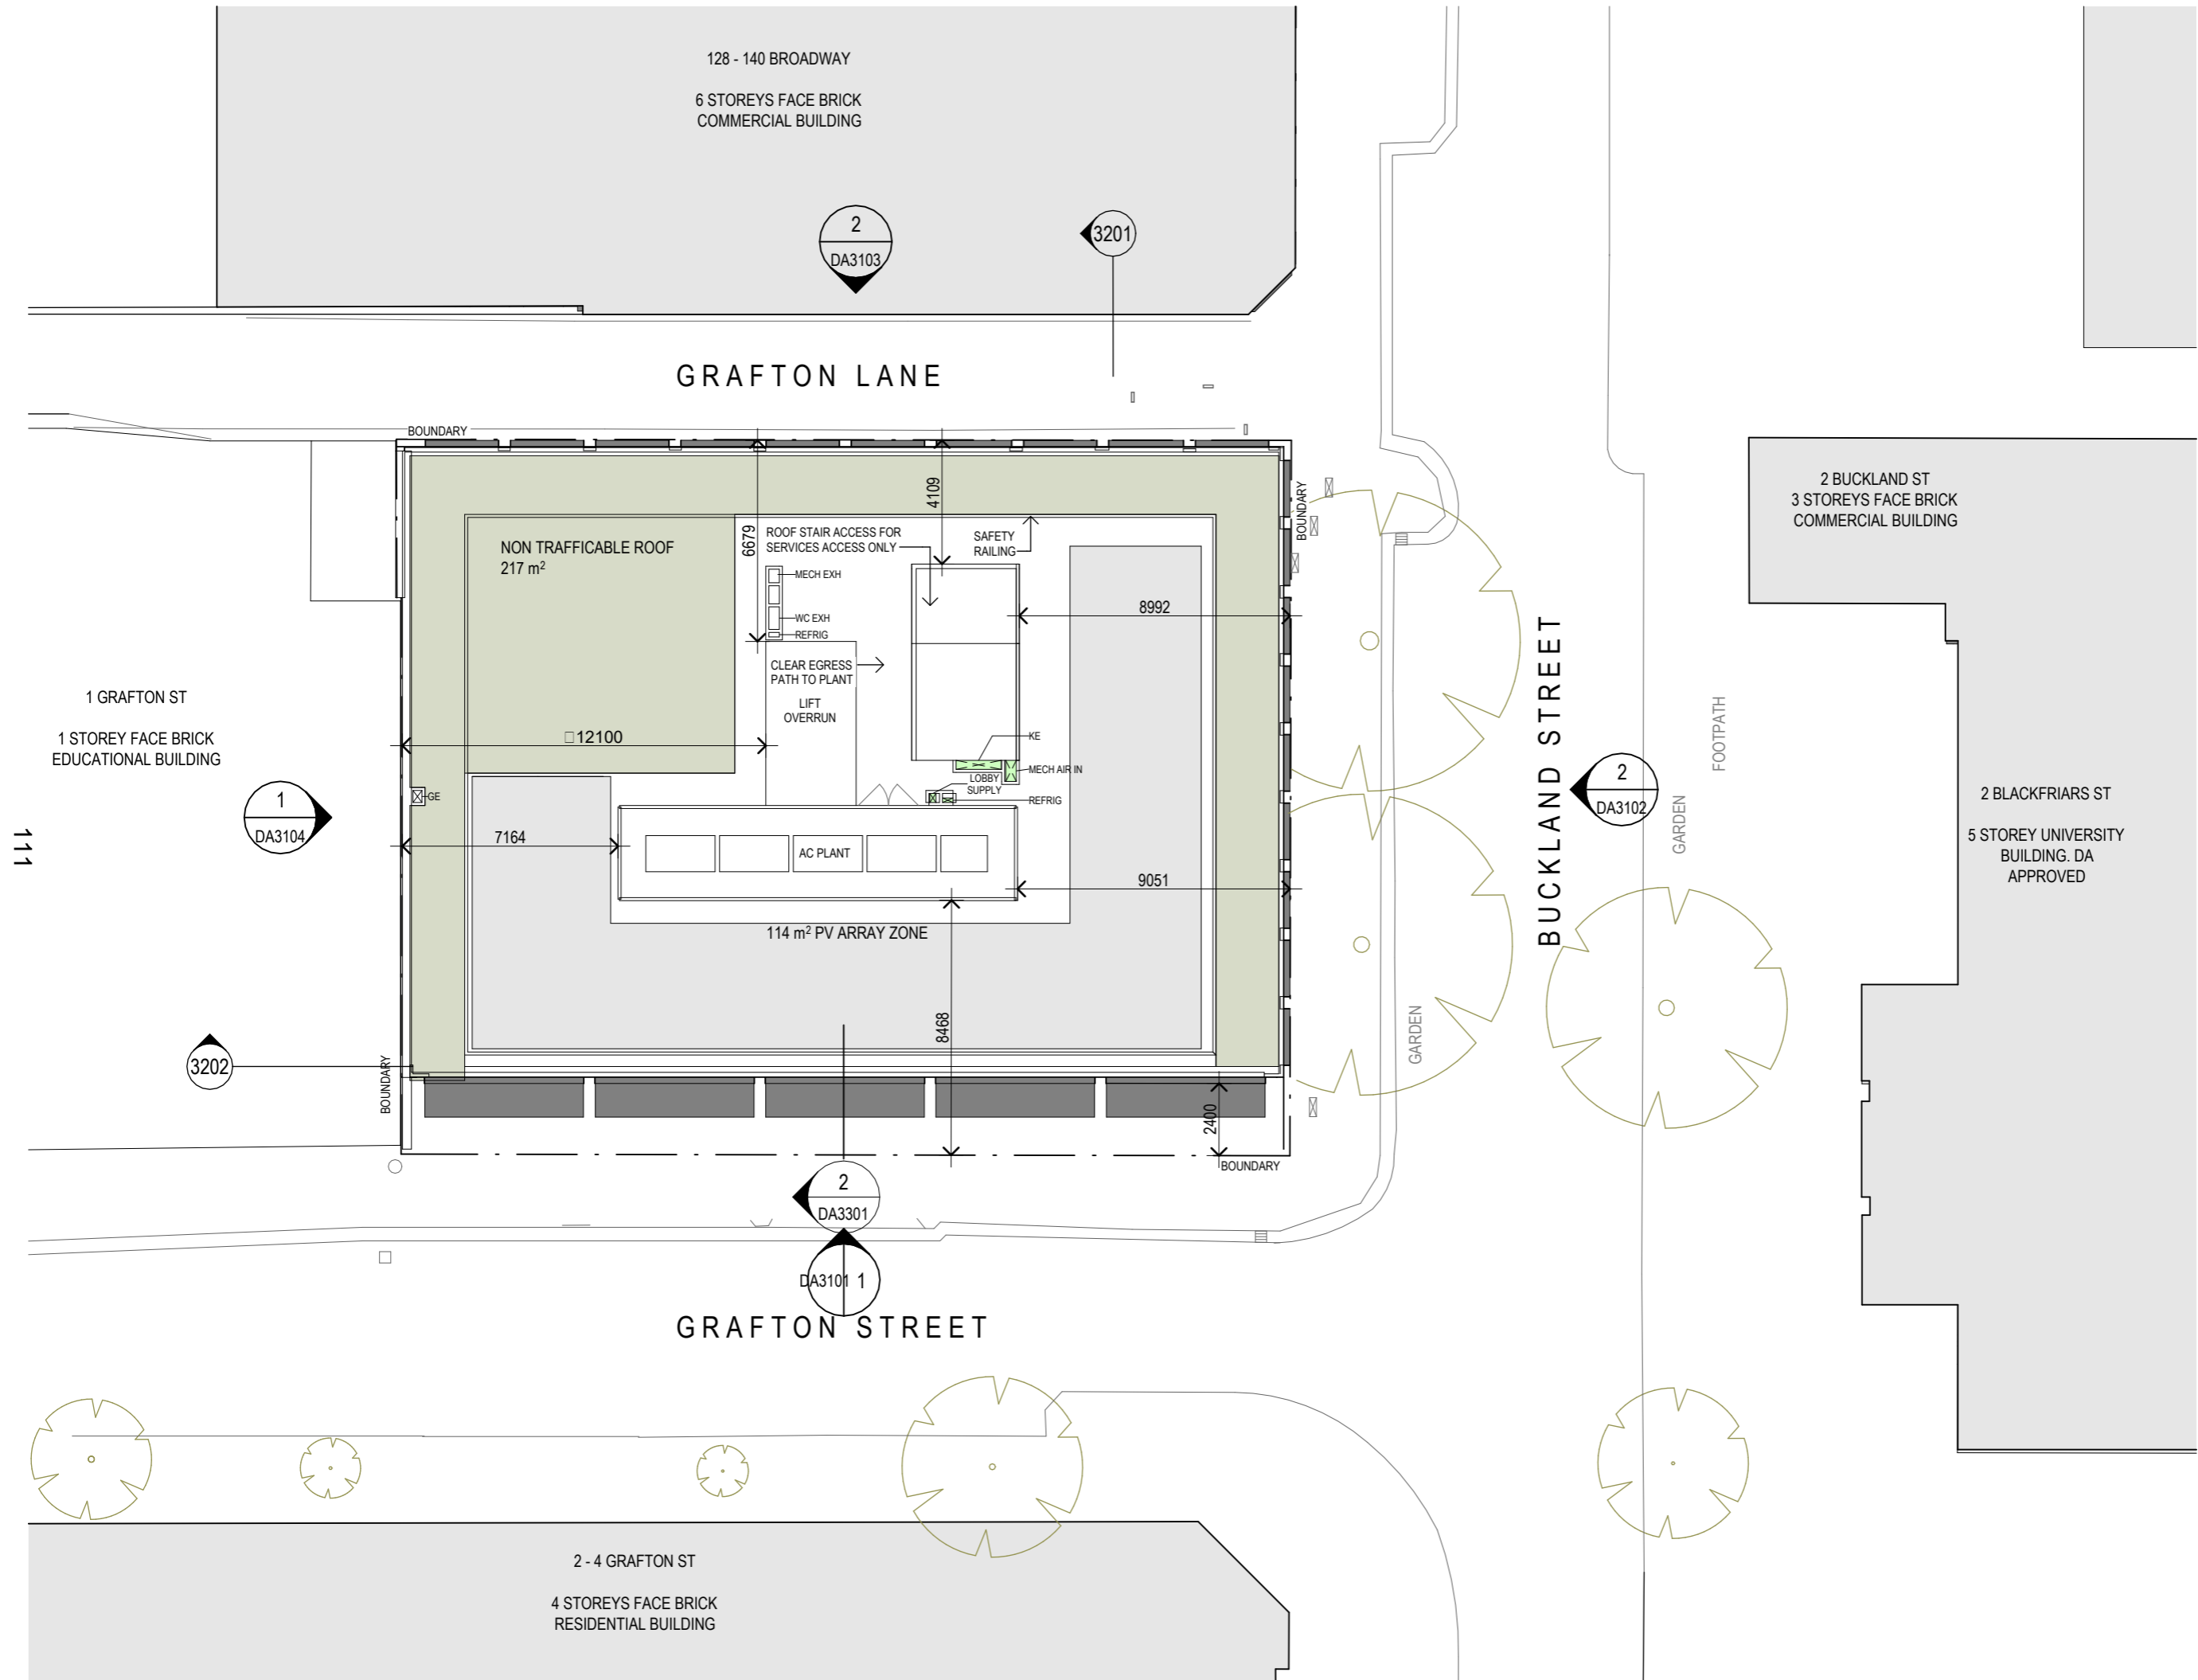 128 - 140 BROADWAY
6 STOREYS FACE BRICK
COMMERCIAL BUILDING
2
DA3103
3201
GRAFTON LANE
BOUNDARY
BOUNDARY
4109
6679
ROOF STAIR ACCESS FOR
SERVICES ACCESS ONLY
SAFETY
RAILING
NON TRAFFICABLE ROOF
217 m²
MECH EXH
WC EXH
REFRIG
8992
CLEAR EGRESS
PATH TO PLANT
LIFT
OVERRUN
□12100
KE
MECH AIR IN
LOBBY
SUPPLY
REFRIG
GE
7164
AC PLANT
9051
114 m² PV ARRAY ZONE
8468
2400
BOUNDARY
BOUNDARY
1 GRAFTON ST
1 STOREY FACE BRICK
EDUCATIONAL BUILDING
1
DA3104
111
3202
2
DA3301
DA3101 1
GRAFTON STREET
BUCKLAND STREET
2
DA3102
FOOTPATH
GARDEN
GARDEN
2 BUCKLAND ST
3 STOREYS FACE BRICK
COMMERCIAL BUILDING
2 BLACKFRIARS ST
5 STOREY UNIVERSITY
BUILDING. DA
APPROVED
2 - 4 GRAFTON ST
4 STOREYS FACE BRICK
RESIDENTIAL BUILDING